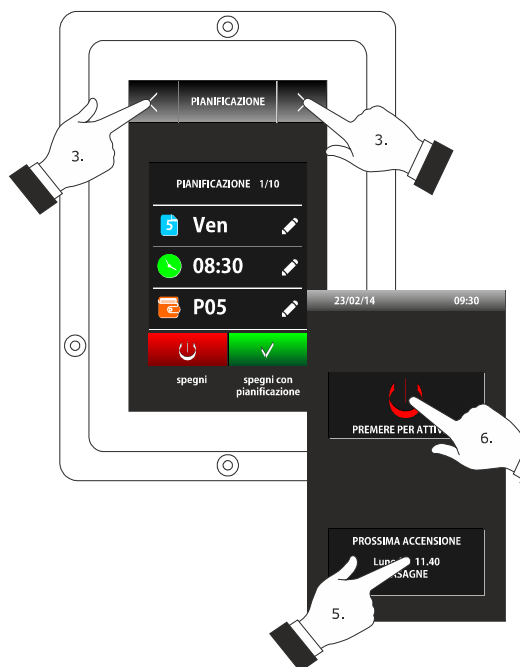 PIANIFICAZIONE
3.
3.
PIANIFICAZIONE 1/10
5 Ven
08:30
P05
spegni
spegni con
pianificazione
23/02/14 09:30
PREMERE PER
6.
PROSSIMA ACCENSIONE
11.40
5.